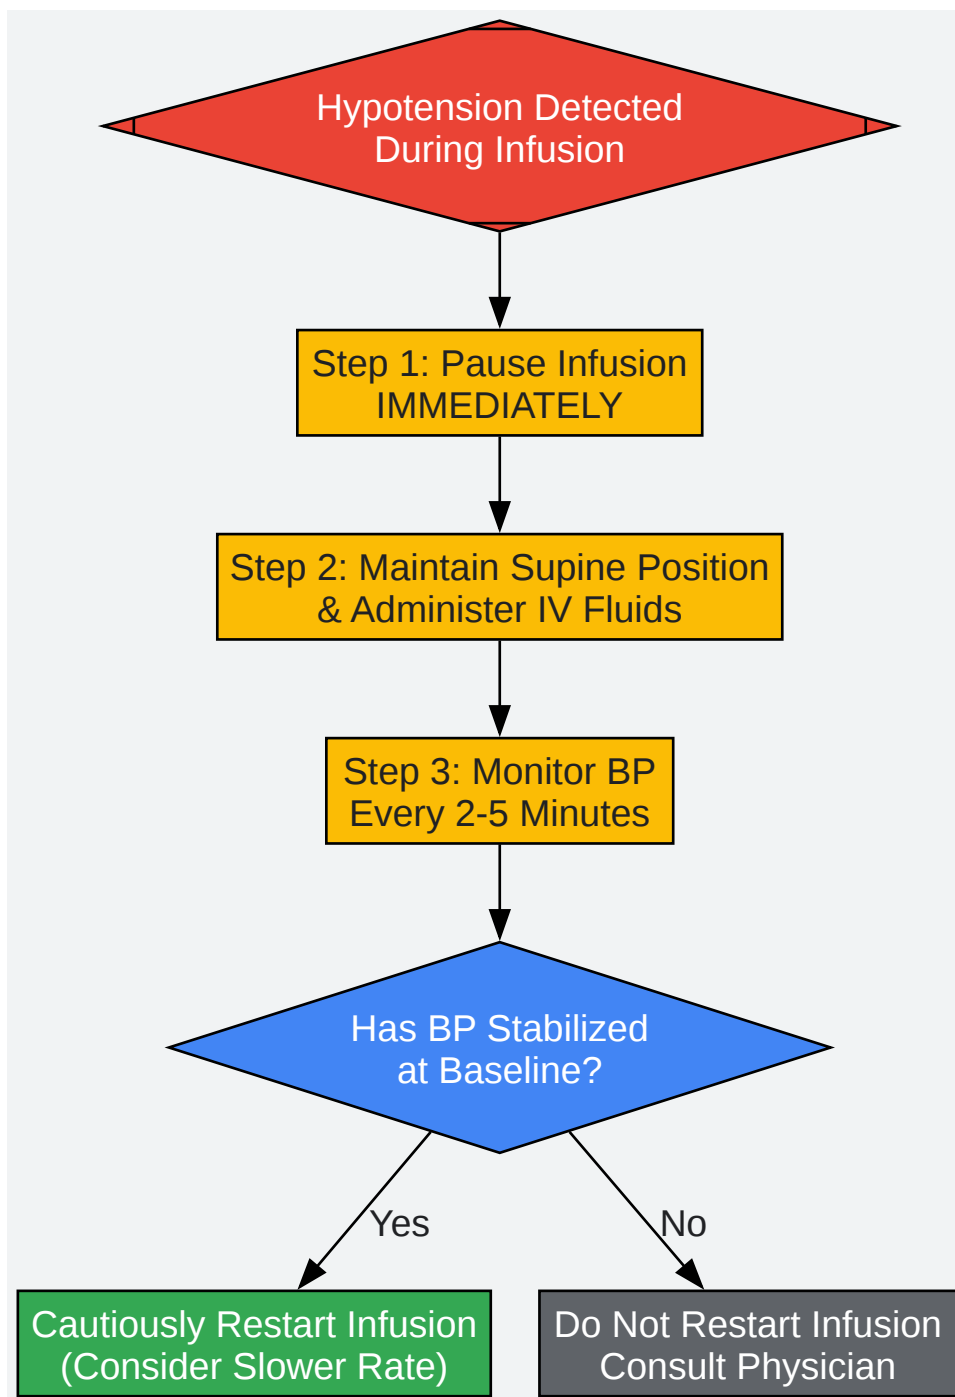 Hypotension Detected
During Infusion
Step 1: Pause Infusion
IMMEDIATELY
Step 2: Maintain Supine Position
& Administer IV Fluids
Step 3: Monitor BP
Every 2-5 Minutes
Has BP Stabilized
at Baseline?
Yes
No
Cautiously Restart Infusion
(Consider Slower Rate)
Do Not Restart Infusion
Consult Physician